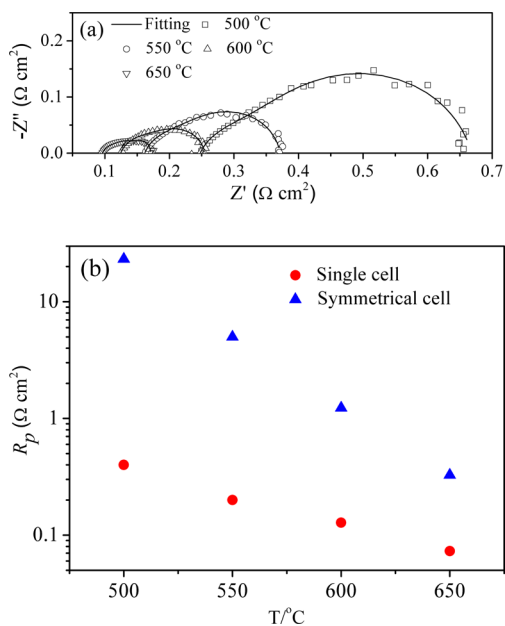 (a)
Fitting 500 °C
550 °C 600 °C
650 °C
-Z'' (Ω cm²)
0.2
0.1
0.0
0.0 0.1 0.2 0.3 0.4 0.5 0.6 0.7
Z' (Ω cm²)
(b)
Single cell
Symmetrical cell
Rp (Ω cm²)
10
1
0.1
500 550 600 650
T/°C